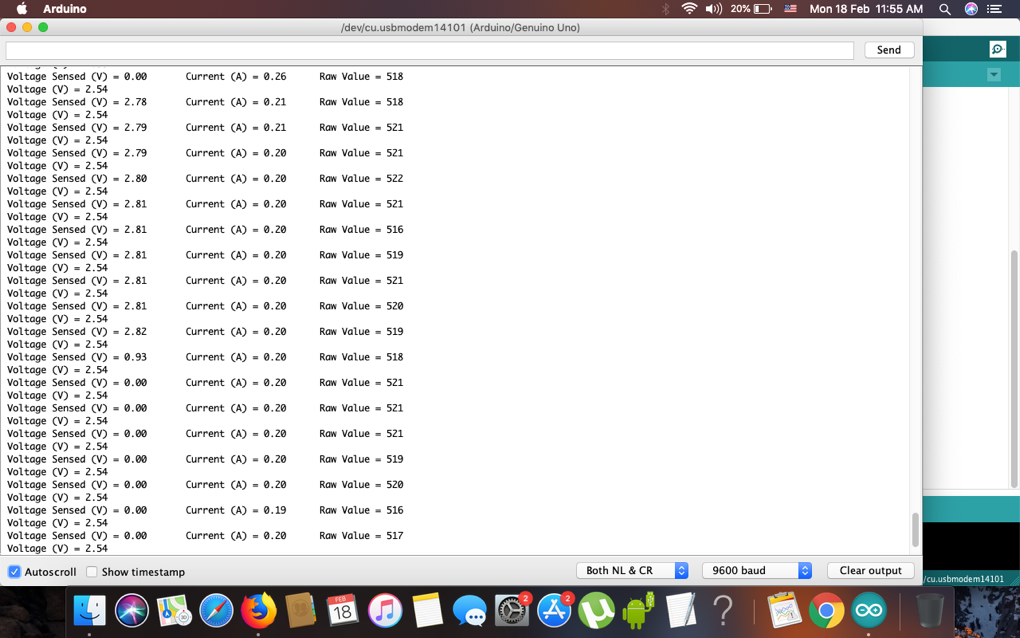 Arduino 20% Mon 18 Feb 11:55 AM
/dev/cu.usbmodem14101 (Arduino/Genuino Uno)
Send
Voltage Sensed (V) = 0.00 Current (A) = 0.26 Raw Value = 518
Voltage (V) = 2.54
Voltage Sensed (V) = 2.78 Current (A) = 0.21 Raw Value = 518
Voltage (V) = 2.54
Voltage Sensed (V) = 2.79 Current (A) = 0.21 Raw Value = 521
Voltage (V) = 2.54
Voltage Sensed (V) = 2.79 Current (A) = 0.20 Raw Value = 521
Voltage (V) = 2.54
Voltage Sensed (V) = 2.80 Current (A) = 0.20 Raw Value = 522
Voltage (V) = 2.54
Voltage Sensed (V) = 2.81 Current (A) = 0.20 Raw Value = 521
Voltage (V) = 2.54
Voltage Sensed (V) = 2.81 Current (A) = 0.20 Raw Value = 516
Voltage (V) = 2.54
Voltage Sensed (V) = 2.81 Current (A) = 0.20 Raw Value = 519
Voltage (V) = 2.54
Voltage Sensed (V) = 2.81 Current (A) = 0.20 Raw Value = 521
Voltage (V) = 2.54
Voltage Sensed (V) = 2.81 Current (A) = 0.20 Raw Value = 520
Voltage (V) = 2.54
Voltage Sensed (V) = 2.82 Current (A) = 0.20 Raw Value = 519
Voltage (V) = 2.54
Voltage Sensed (V) = 0.93 Current (A) = 0.20 Raw Value = 518
Voltage (V) = 2.54
Voltage Sensed (V) = 0.00 Current (A) = 0.20 Raw Value = 521
Voltage (V) = 2.54
Voltage Sensed (V) = 0.00 Current (A) = 0.20 Raw Value = 521
Voltage (V) = 2.54
Voltage Sensed (V) = 0.00 Current (A) = 0.20 Raw Value = 521
Voltage (V) = 2.54
Voltage Sensed (V) = 0.00 Current (A) = 0.20 Raw Value = 519
Voltage (V) = 2.54
Voltage Sensed (V) = 0.00 Current (A) = 0.20 Raw Value = 520
Voltage (V) = 2.54
Voltage Sensed (V) = 0.00 Current (A) = 0.19 Raw Value = 516
Voltage (V) = 2.54
Voltage Sensed (V) = 0.00 Current (A) = 0.20 Raw Value = 517
Voltage (V) = 2.54
Autoscroll Show timestamp Both NL & CR 9600 baud Clear output
/cu.usbmodem14101
FEB
18
2
2